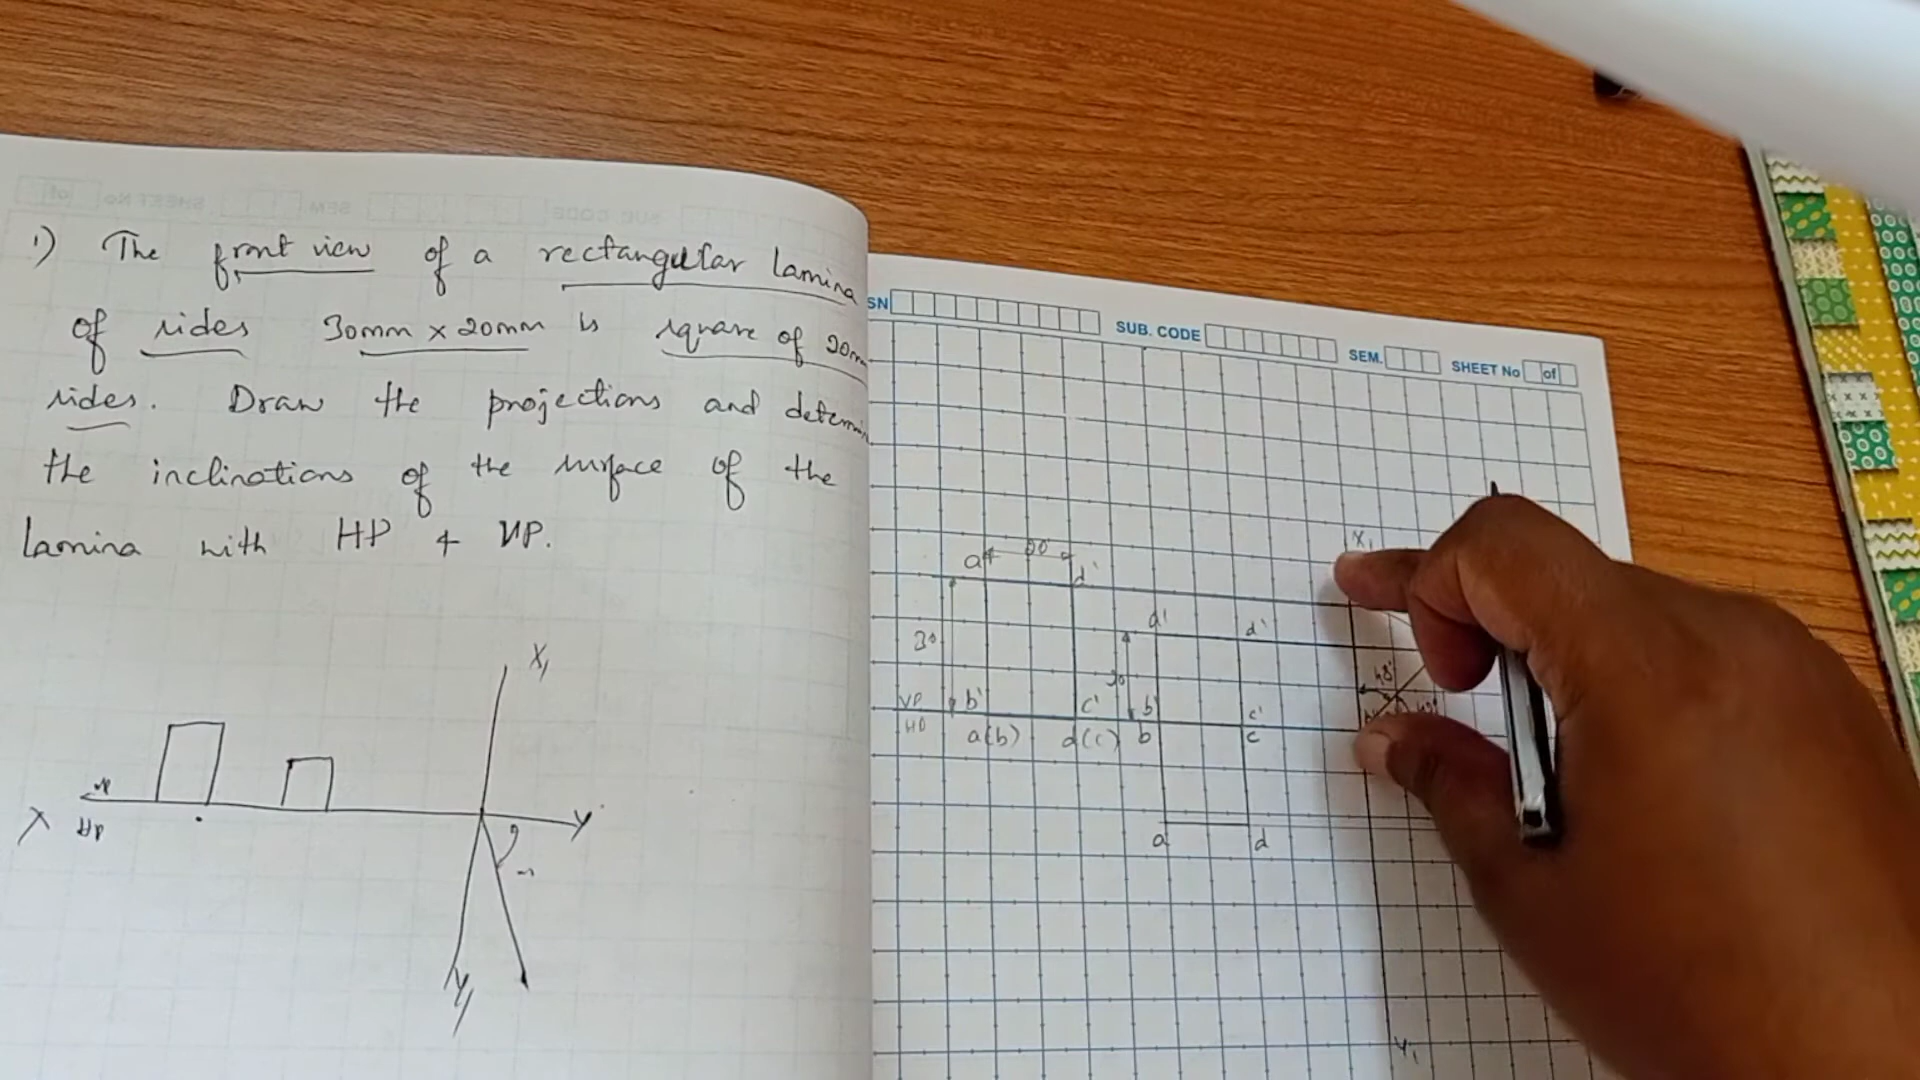 1) The front view of a rectangular Lamina
of sides 30mm x 20mm is square of 20m
sides. Draw the projections and determin
the inclinations of the surface of the
Lamina with HP & VP.
X1
X HP Y
Y1
SN SUB. CODE SEM. SHEET No of
X1
a' 20 d'
a' d'
30 48°
VP b' c' b' c'
HP a(b) d(c) b c
a d
Y1